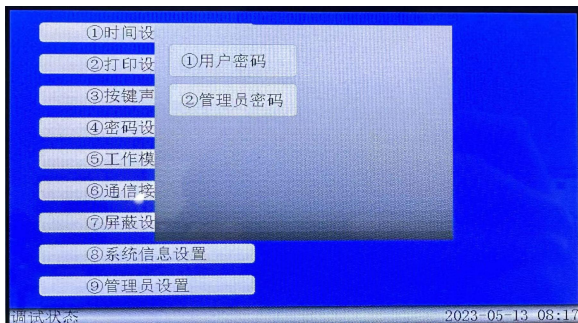 ①时间设
②打印设
③按键声
④密码设
⑤工作模
⑥通信接
⑦屏蔽设
⑧系统信息设置
⑨管理员设置
①用户密码
②管理员密码
调试状态
2023-05-13 08:17